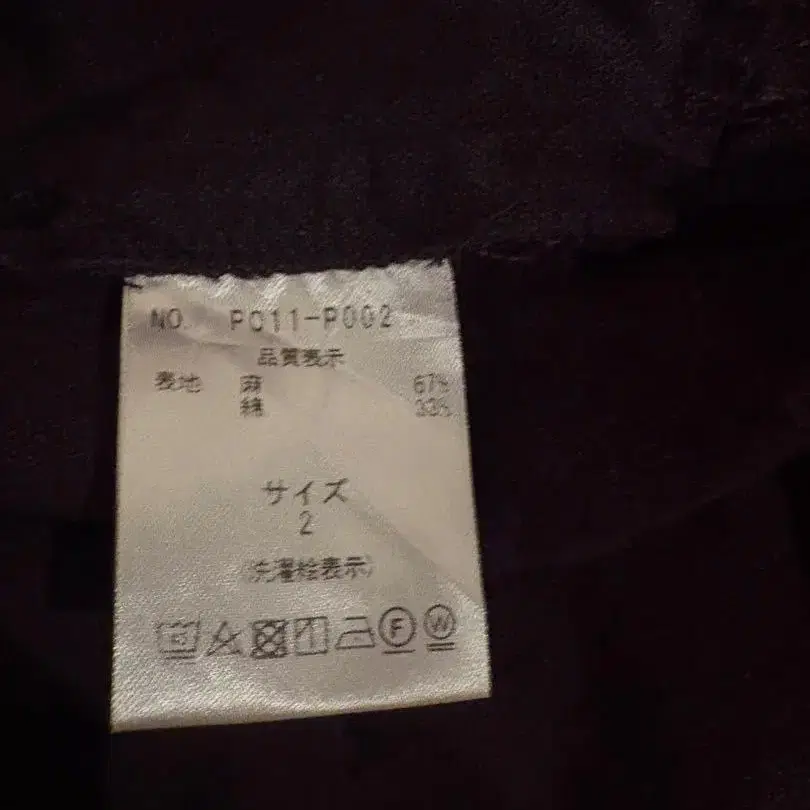 NO. PC11-P002
品質表示
表地 麻 67%
綿 33%
サイズ
2
(洗濯絵表示)
F W